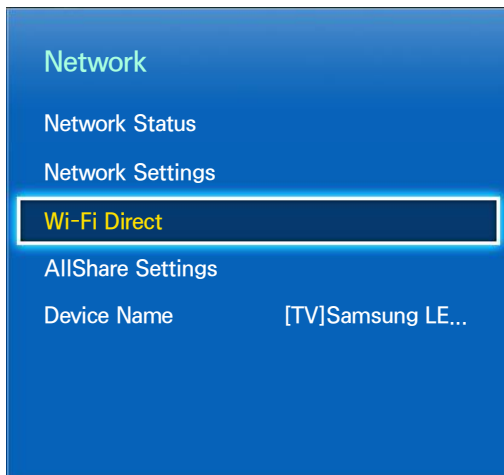 Network
Network Status
Network Settings
Wi-Fi Direct
AllShare Settings
Device Name [TV]Samsung LE...